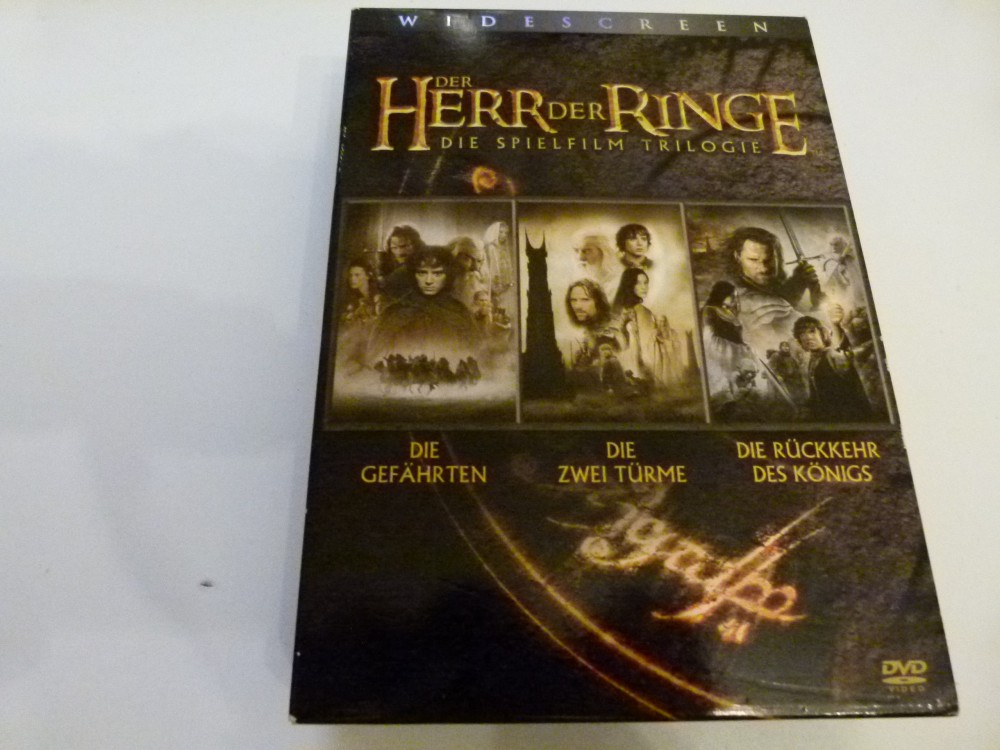 WIDESCREEN
DER
HERR DER RINGE
DIE SPIELFILM TRILOGIE
DIE
GEFÄHRTEN
DIE
ZWEI TÜRME
DIE RÜCKKEHR
DES KÖNIGS
DVD
VIDEO